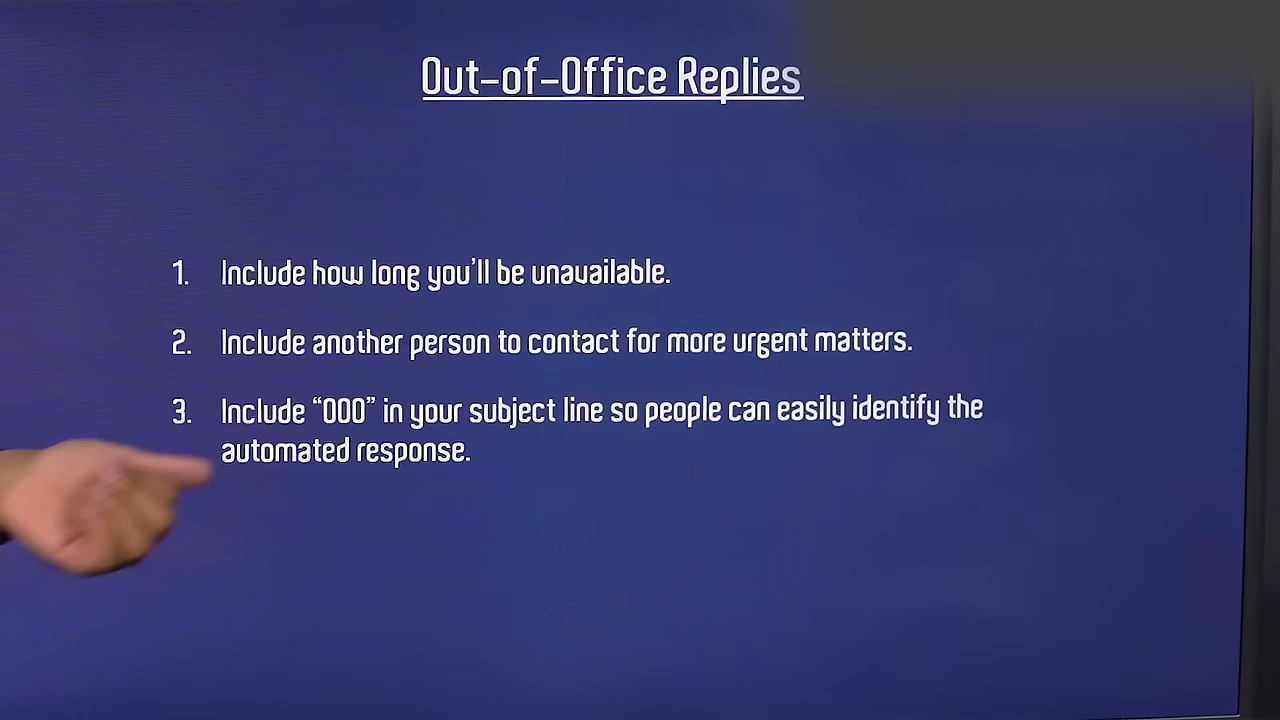 Out-of-Office Replies
1. Include how long you'll be unavailable.
2. Include another person to contact for more urgent matters.
3. Include “OOO” in your subject line so people can easily identify the
automated response.